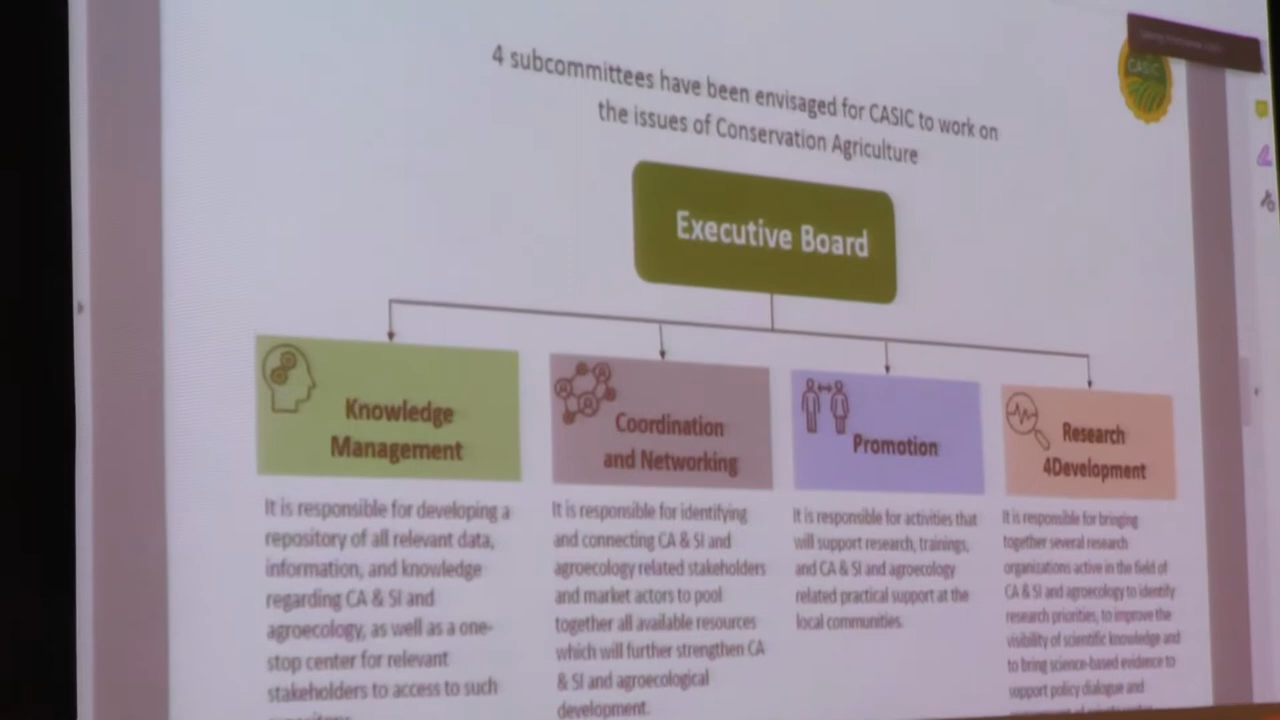 4 subcommittees have been envisaged for CASIC to work on
the issues of Conservation Agriculture
CASIC
Executive Board
Knowledge
Management
Coordination
and Networking
Promotion
Research
4Development
It is responsible for developing a
repository of all relevant data,
information, and knowledge
regarding CA & SI and
agroecology, as well as a one-
stop center for relevant
stakeholders to access to such
It is responsible for identifying
and connecting CA & SI and
agroecology related stakeholders
and market actors to pool
together all available resources
which will further strengthen CA
& SI and agroecological
development.
It is responsible for activities that
will support research, trainings,
and CA & SI and agroecology
related practical support at the
local communities.
It is responsible for bringing
together several research
organizations active in the field of
CA & SI and agroecology to identify
research priorities, to improve the
visibility of scientific knowledge and
to bring science-based evidence to
support policy dialogue and